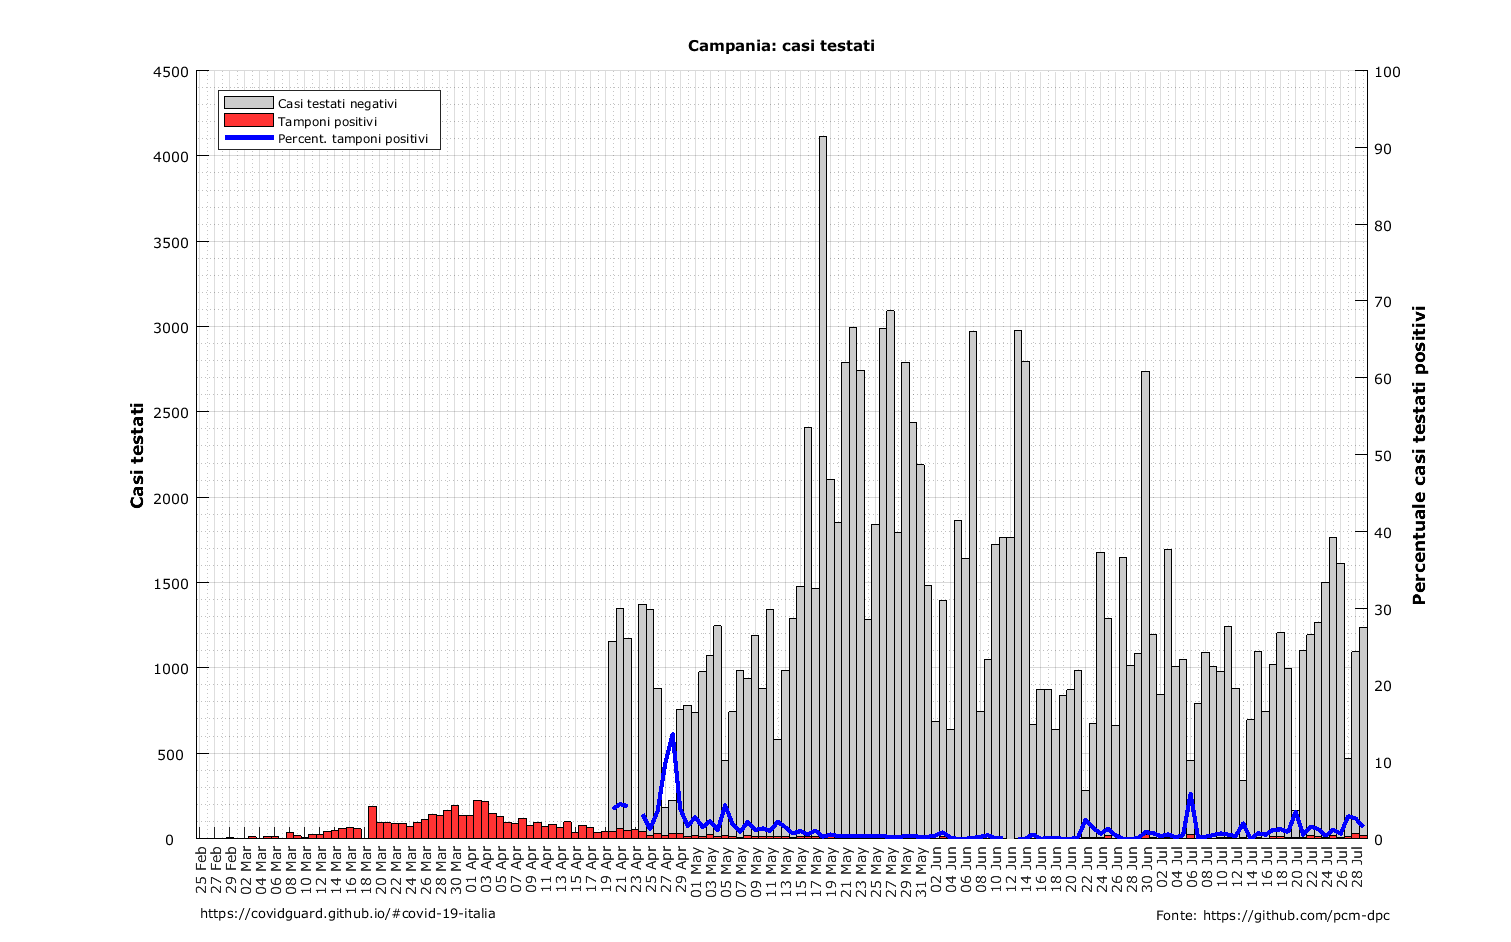 Campania: casi testati
Casi testati negativi
Tamponi positivi
Percent. tamponi positivi
Casi testati
4500
4000
3500
3000
2500
2000
1500
1000
500
0
Percentuale casi testati positivi
100
90
80
70
60
50
40
30
20
10
0
25 Feb
27 Feb
29 Feb
02 Mar
04 Mar
06 Mar
08 Mar
10 Mar
12 Mar
14 Mar
16 Mar
18 Mar
20 Mar
22 Mar
24 Mar
26 Mar
28 Mar
30 Mar
01 Apr
03 Apr
05 Apr
07 Apr
09 Apr
11 Apr
13 Apr
15 Apr
17 Apr
19 Apr
21 Apr
23 Apr
25 Apr
27 Apr
29 Apr
01 May
03 May
05 May
07 May
09 May
11 May
13 May
15 May
17 May
19 May
21 May
23 May
25 May
27 May
29 May
31 May
02 Jun
04 Jun
06 Jun
08 Jun
10 Jun
12 Jun
14 Jun
16 Jun
18 Jun
20 Jun
22 Jun
24 Jun
26 Jun
28 Jun
30 Jun
02 Jul
04 Jul
06 Jul
08 Jul
10 Jul
12 Jul
14 Jul
16 Jul
18 Jul
20 Jul
22 Jul
24 Jul
26 Jul
28 Jul
https://covidguard.github.io/#covid-19-italia
Fonte: https://github.com/pcm-dpc